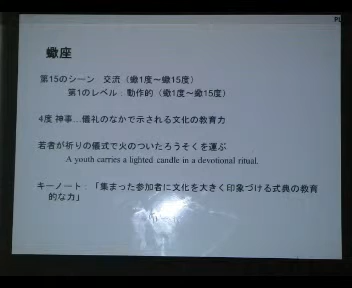 蠍座
第15のシーン　交流（蠍1度～蠍15度）
第1のレベル：動作的（蠍1度～蠍15度）
4度 神事…儀礼のなかで示される文化の教育力
若者が祈りの儀式で火のついたろうそくを運ぶ
A youth carries a lighted candle in a devotional ritual.
キーノート：「集まった参加者に文化を大きく印象づける式典の教育
的な力」